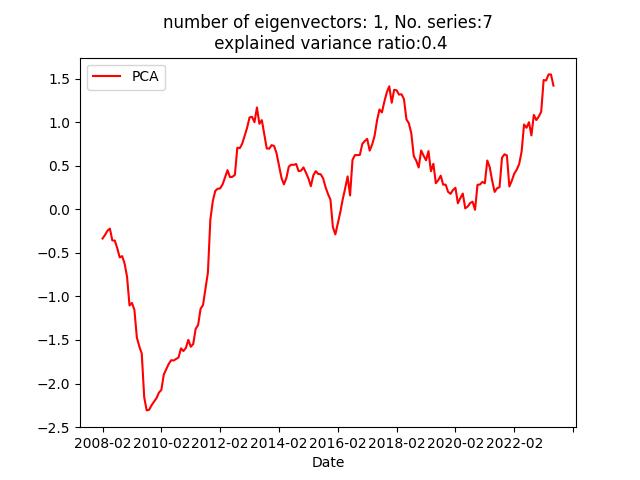 number of eigenvectors: 1, No. series:7
explained variance ratio:0.4
PCA
1.5
1.0
0.5
0.0
−0.5
−1.0
−1.5
−2.0
−2.5
2008-02 2010-02 2012-02 2014-02 2016-02 2018-02 2020-02 2022-02
Date